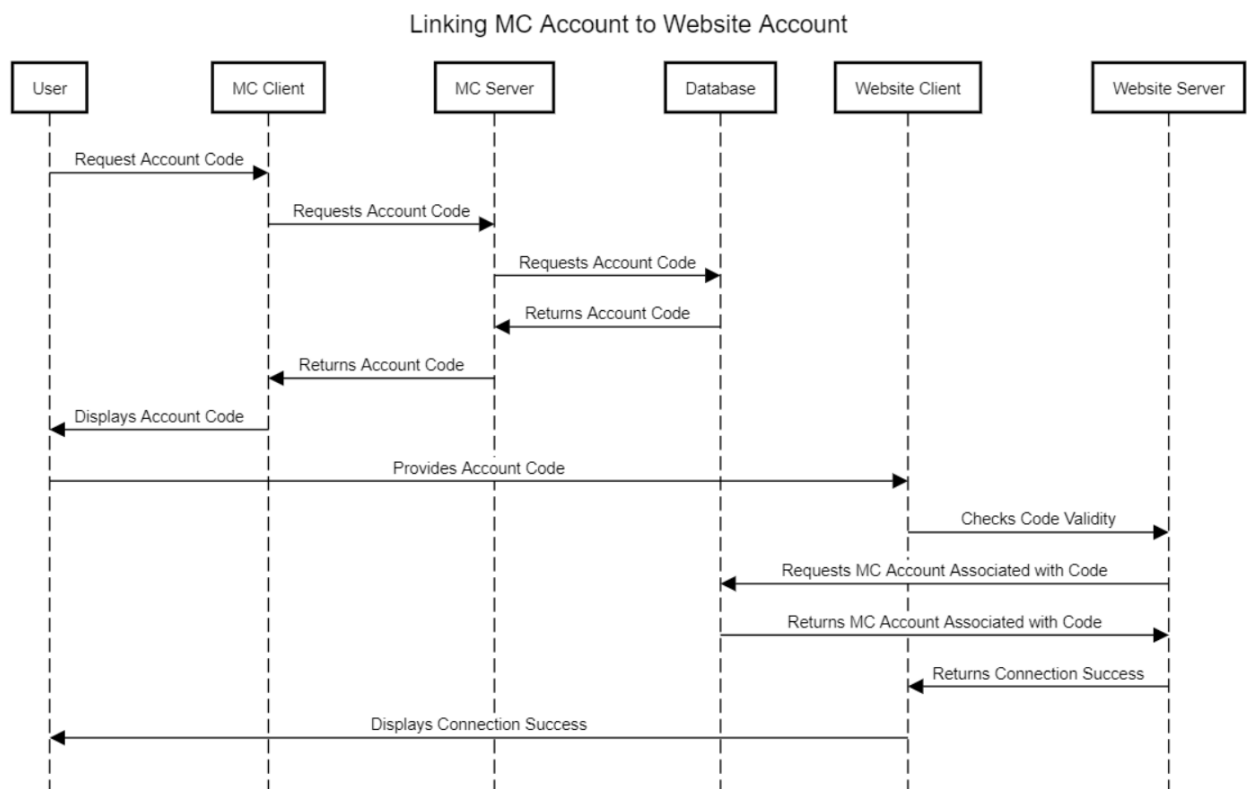 Linking MC Account to Website Account
User
MC Client
MC Server
Database
Website Client
Website Server
Request Account Code
Requests Account Code
Requests Account Code
Returns Account Code
Returns Account Code
Displays Account Code
Provides Account Code
Checks Code Validity
Requests MC Account Associated with Code
Returns MC Account Associated with Code
Returns Connection Success
Displays Connection Success